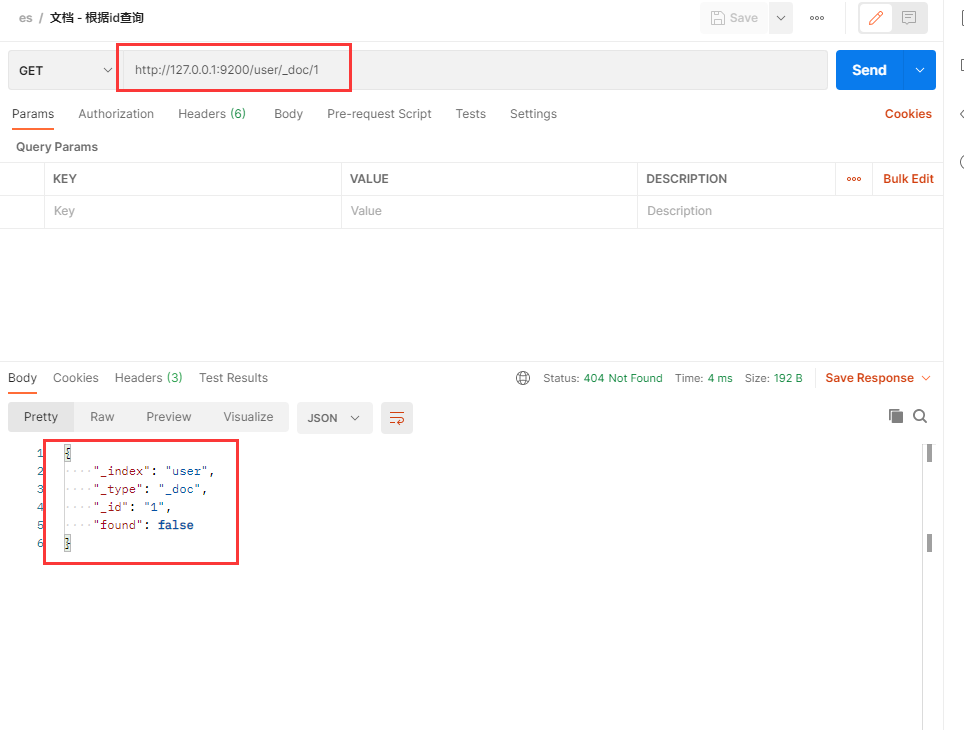 es / 文档 - 根据id查询 Save
GET http://127.0.0.1:9200/user/_doc/1 Send
Params Authorization Headers (6) Body Pre-request Script Tests Settings Cookies
Query Params
KEY VALUE DESCRIPTION Bulk Edit
Key Value Description
Body Cookies Headers (3) Test Results Status: 404 Not Found Time: 4 ms Size: 192 B Save Response
Pretty Raw Preview Visualize JSON
1 {
2 "_index": "user",
3 "_type": "_doc",
4 "_id": "1",
5 "found": false
6 }